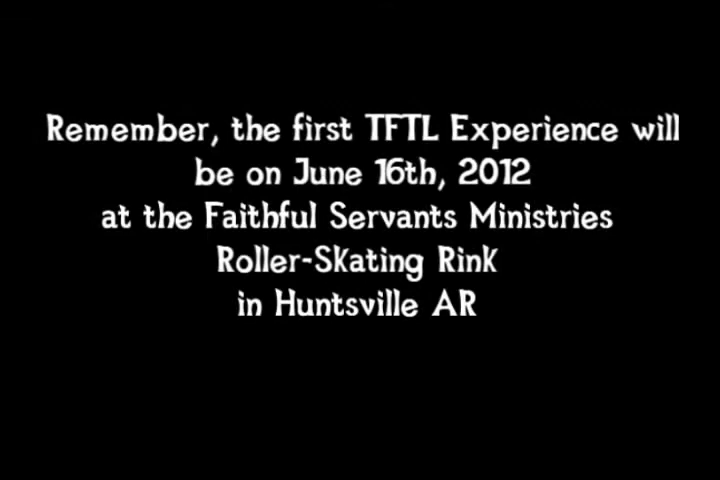 Remember, the first TFTL Experience will
be on June 16th, 2012
at the Faithful Servants Ministries
Roller-Skating Rink
in Huntsville AR